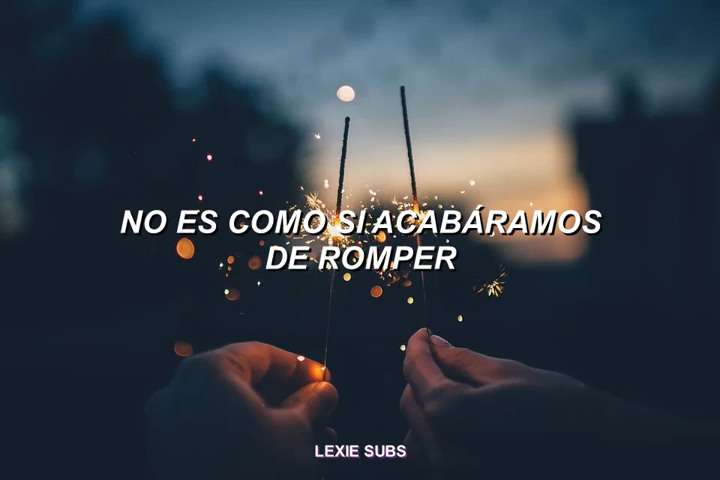 NO ES COMO SI ACABÁRAMOS
DE ROMPER
LEXIE SUBS